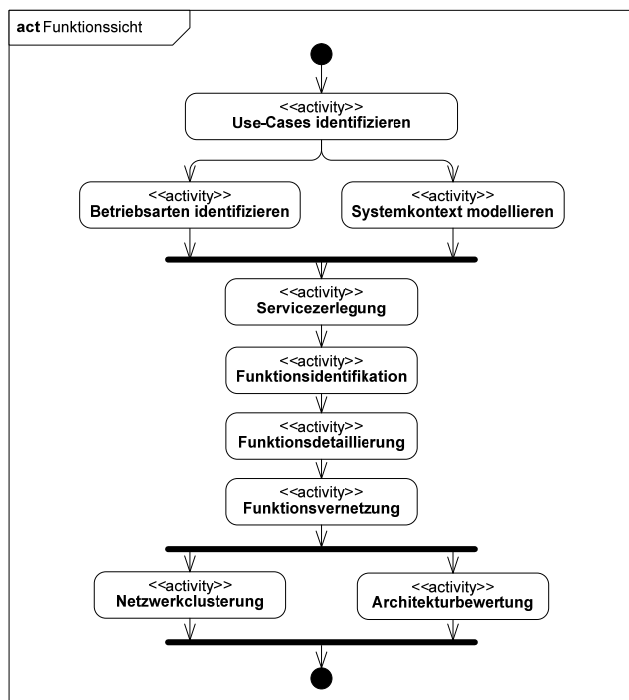 act Funktionssicht
<<activity>>
Use-Cases identifizieren
<<activity>>
Betriebsarten identifizieren
<<activity>>
Systemkontext modellieren
<<activity>>
Servicezerlegung
<<activity>>
Funktionsidentifikation
<<activity>>
Funktionsdetaillierung
<<activity>>
Funktionsvernetzung
<<activity>>
Netzwerkclusterung
<<activity>>
Architekturbewertung